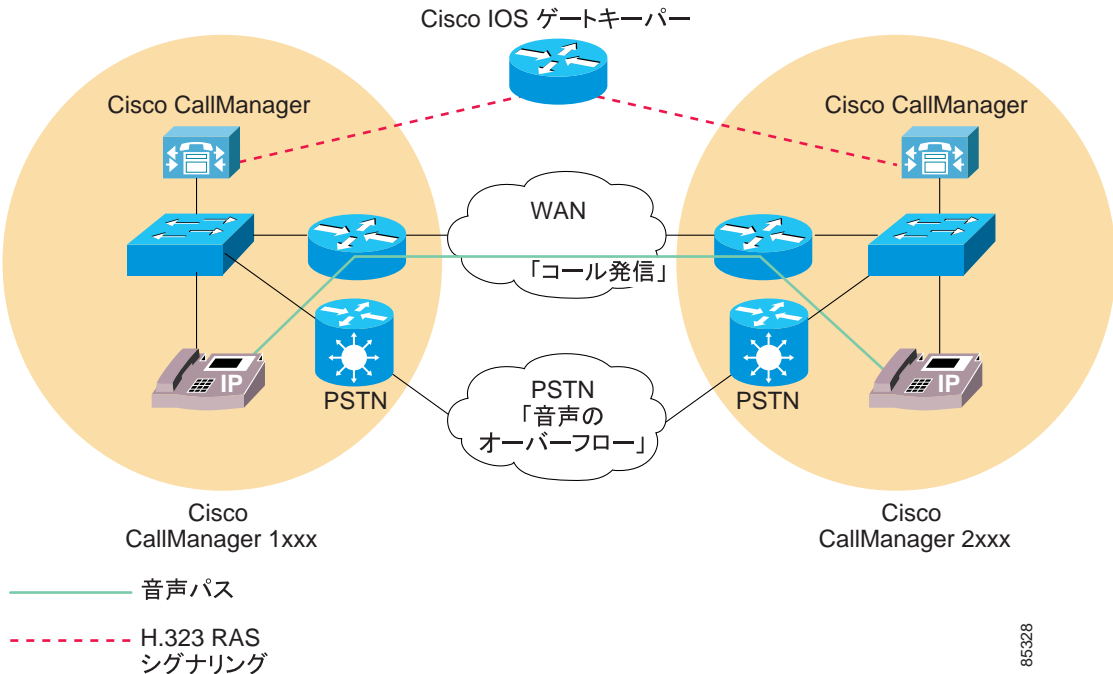 Cisco IOS ゲートキーパー
Cisco CallManager
Cisco CallManager
WAN
「コール発信」
IP
IP
PSTN
PSTN
「音声の
オーバーフロー」
PSTN
Cisco
CallManager 1xxx
Cisco
CallManager 2xxx
音声パス
H.323 RAS
シグナリング
85328